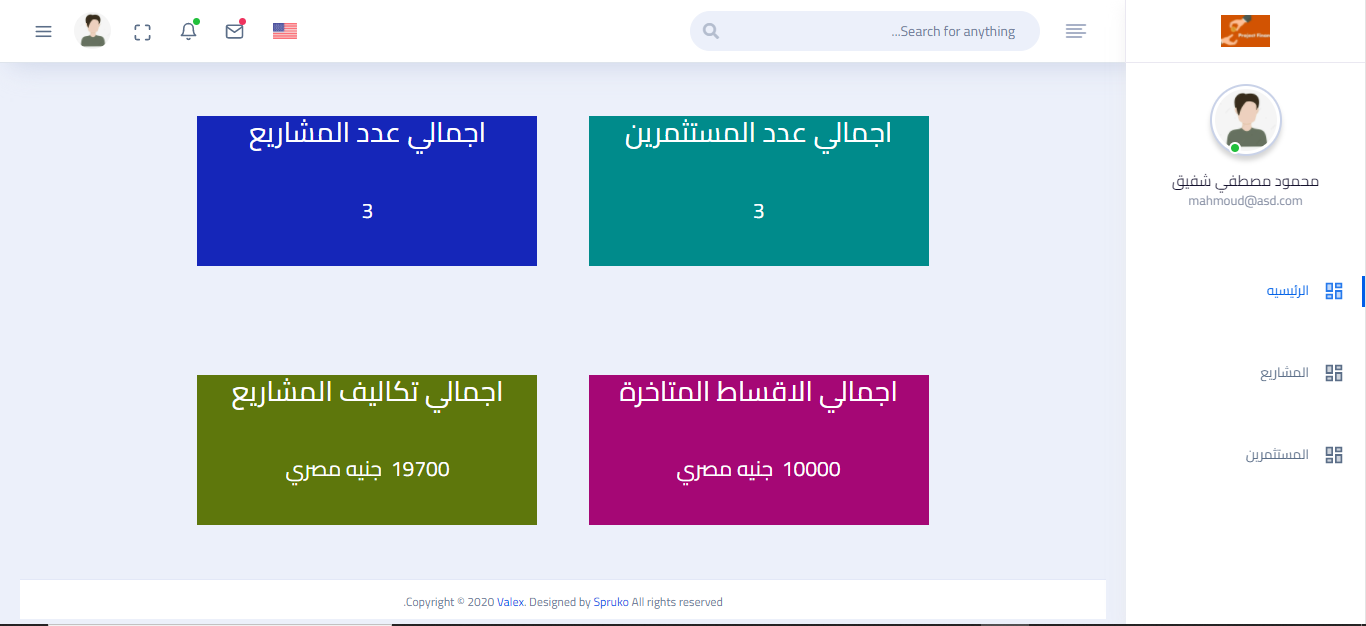 Search for anything...
Project Finan
محمود مصطفي شفيق
mahmoud@asd.com
الرئيسيه
المشاريع
المستثمرين
اجمالي عدد المستثمرين
3
اجمالي عدد المشاريع
3
اجمالي الاقساط المتاخرة
10000 جنيه مصري
اجمالي تكاليف المشاريع
19700 جنيه مصري
Copyright © 2020 Valex. Designed by Spruko All rights reserved.